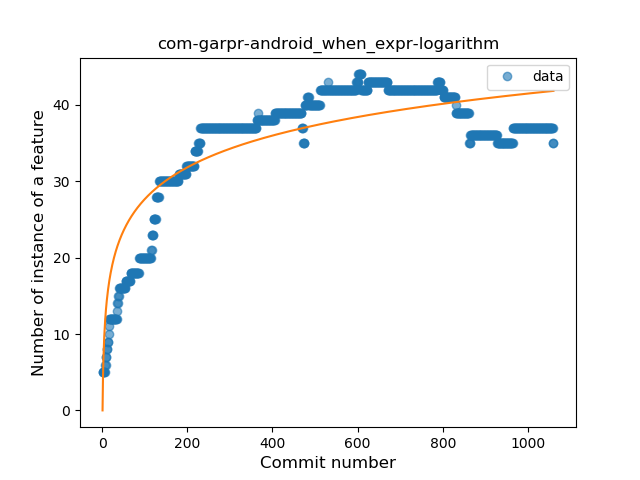 com-garpr-android_when_expr-logarithm
data
Number of instance of a feature
40
30
20
10
0
0 200 400 600 800 1000
Commit number